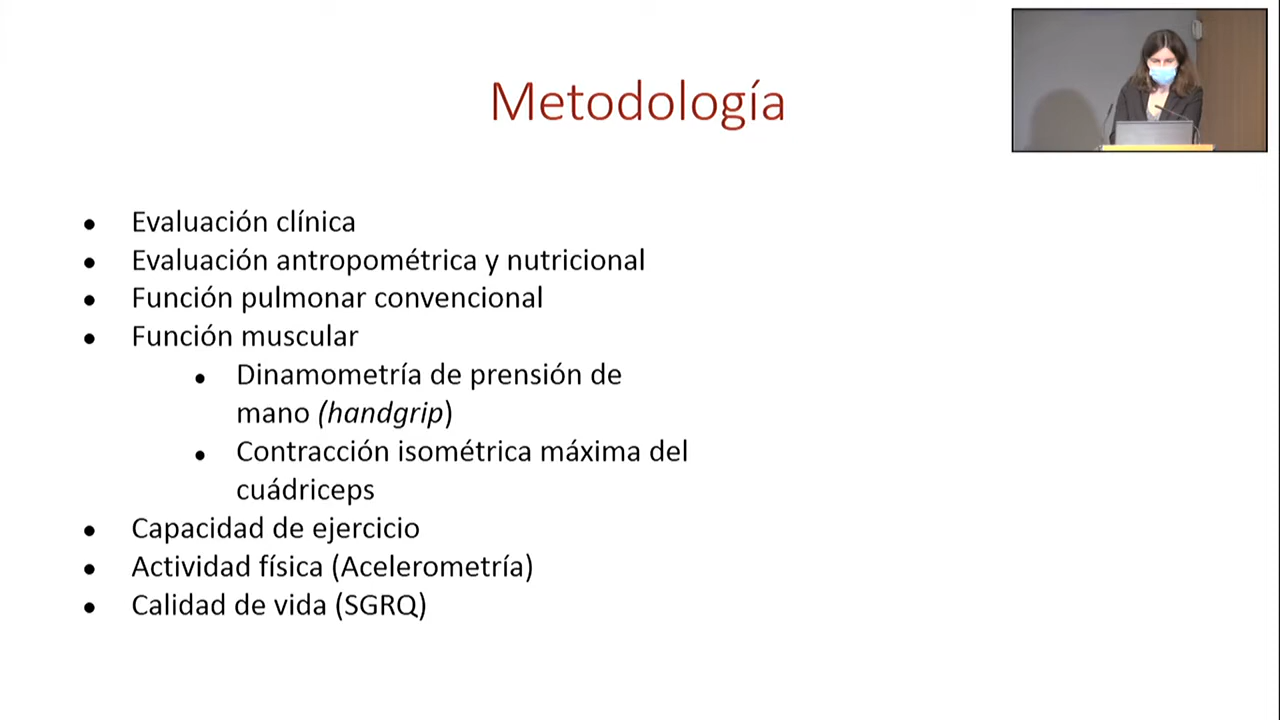 Metodología
• Evaluación clínica
• Evaluación antropométrica y nutricional
• Función pulmonar convencional
• Función muscular
• Dinamometría de prensión de
mano (handgrip)
• Contracción isométrica máxima del
cuádriceps
• Capacidad de ejercicio
• Actividad física (Acelerometría)
• Calidad de vida (SGRQ)